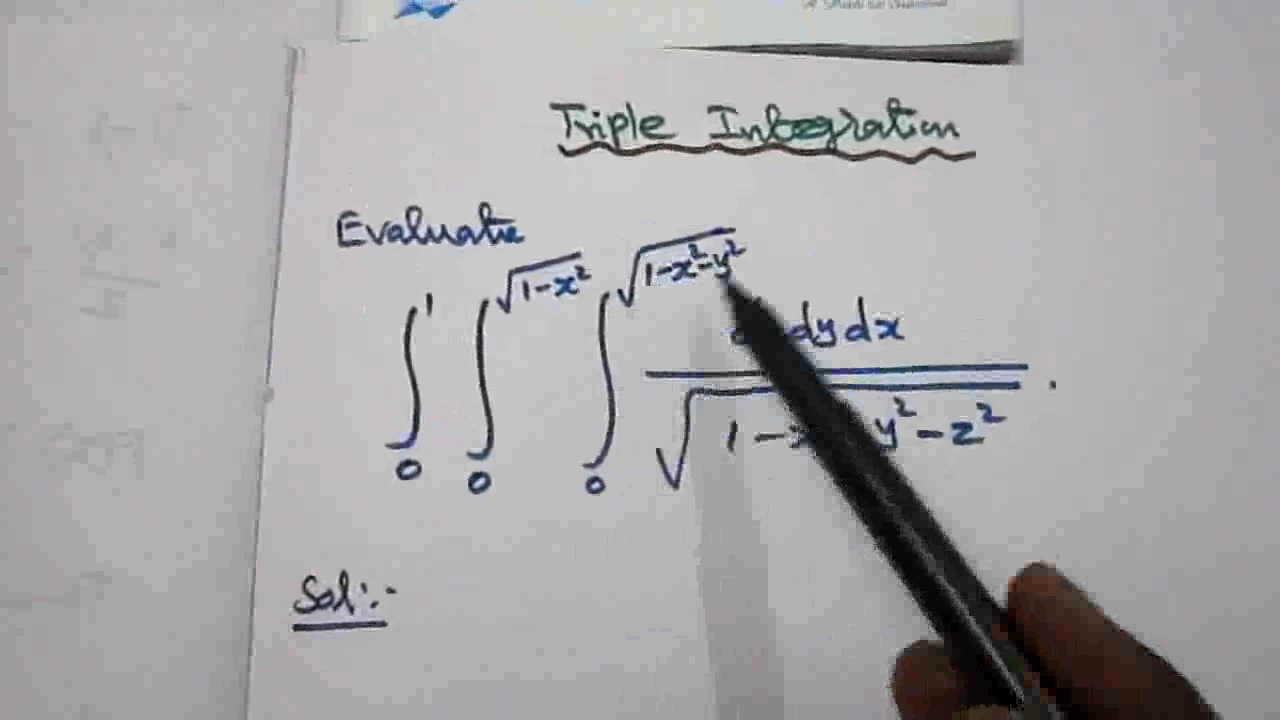 Triple Integration
Evaluate
∫₀¹ ∫₀^√(1-x²) ∫₀^√(1-x²-y²) dy dx / √(1 - y² - z²) .
Sol:-